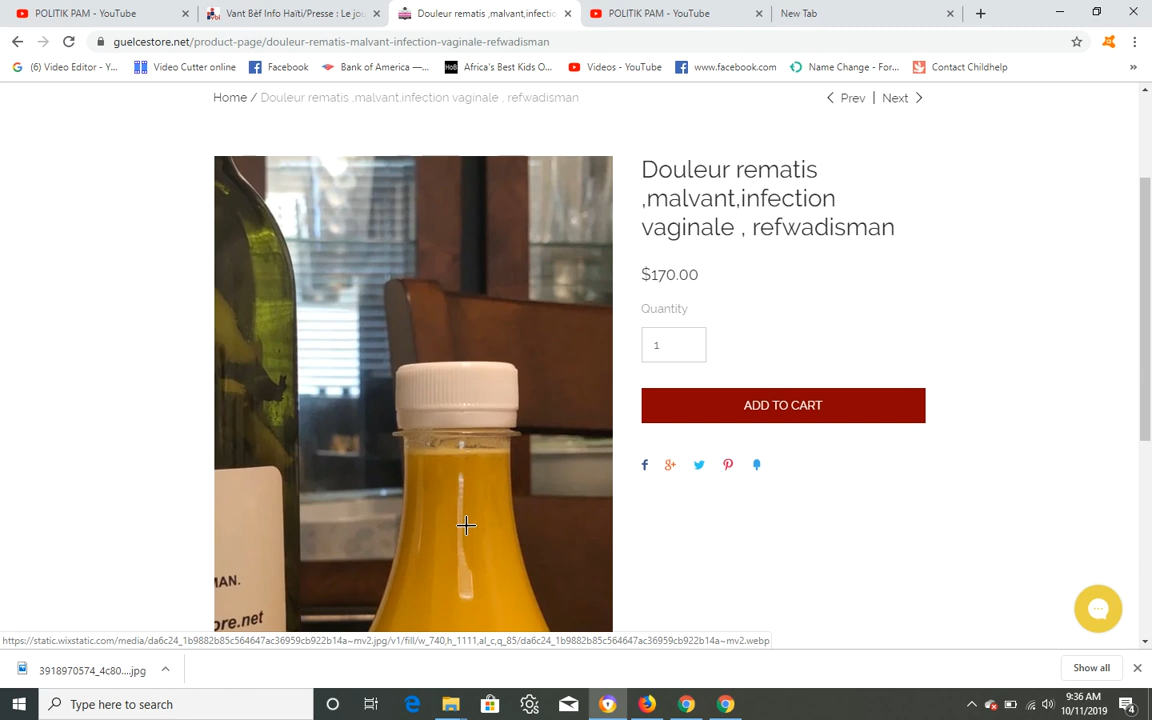 POLITIK PAM - YouTube
Vant Bèf Info Haïti/Presse : Le jou
Douleur rematis ,malvant,infectio
POLITIK PAM - YouTube
New Tab
guelcestore.net/product-page/douleur-rematis-malvant-infection-vaginale-refwadisman
(6) Video Editor - Y...
Video Cutter online
Facebook
Bank of America —...
HoB
Africa's Best Kids O...
Videos - YouTube
www.facebook.com
Name Change - For...
Contact Childhelp
Home / Douleur rematis ,malvant,infection vaginale , refwadisman
Prev | Next
Douleur rematis
,malvant,infection
vaginale , refwadisman
$170.00
Quantity
1
ADD TO CART
MAN.
ore.net
https://static.wixstatic.com/media/da6c24_1b9882b85c564647ac36959cb922b14a~mv2.jpg/v1/fill/w_740,h_1111,al_c,q_85/da6c24_1b9882b85c564647ac36959cb922b14a~mv2.webp
3918970574_4c80....jpg
Show all
Type here to search
9:36 AM
10/11/2019
4